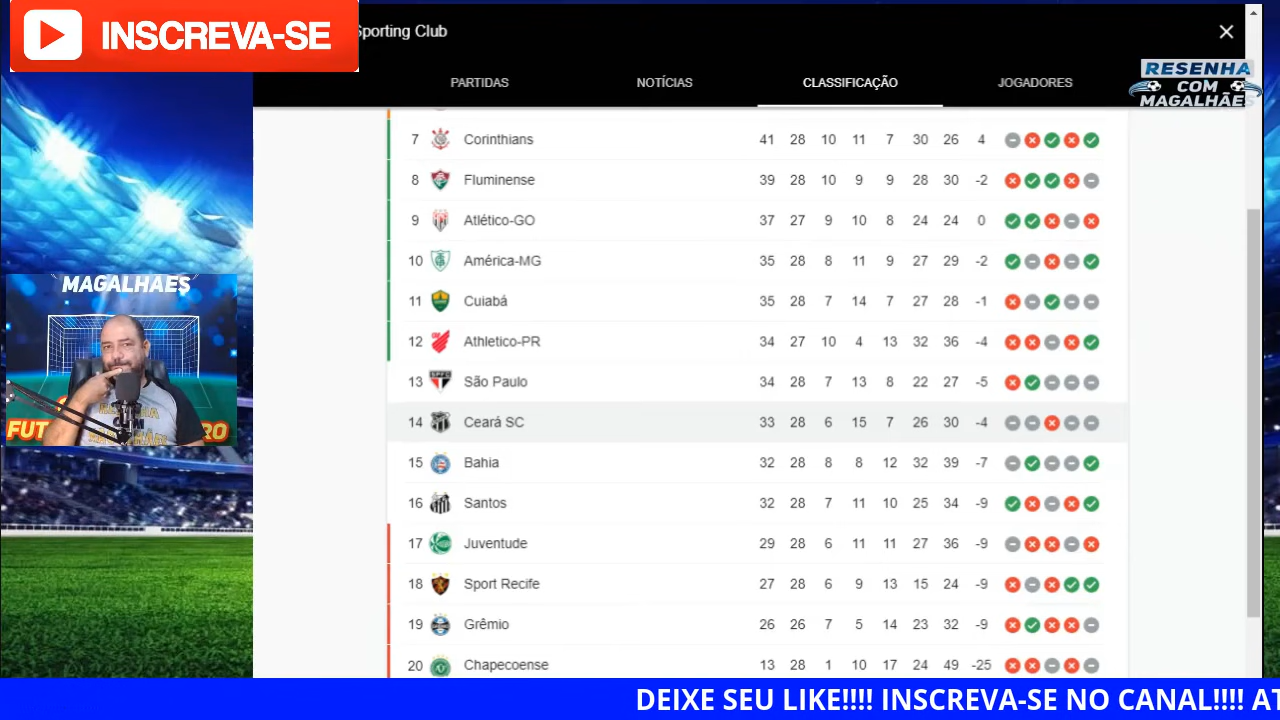 INSCREVA-SE
Sporting Club
PARTIDAS NOTÍCIAS CLASSIFICAÇÃO JOGADORES
RESENHA
COM
MAGALHÃES
7 Corinthians 41 28 10 11 7 30 26 4
8 Fluminense 39 28 10 9 9 28 30 -2
9 Atlético-GO 37 27 9 10 8 24 24 0
10 América-MG 35 28 8 11 9 27 29 -2
11 Cuiabá 35 28 7 14 7 27 28 -1
12 Athletico-PR 34 27 10 4 13 32 36 -4
13 São Paulo 34 28 7 13 8 22 27 -5
14 Ceará SC 33 28 6 15 7 26 30 -4
15 Bahia 32 28 8 8 12 32 39 -7
16 Santos 32 28 7 11 10 25 34 -9
17 Juventude 29 28 6 11 11 27 36 -9
18 Sport Recife 27 28 6 9 13 15 24 -9
19 Grêmio 26 26 7 5 14 23 32 -9
20 Chapecoense 13 28 1 10 17 24 49 -25
MAGALHÃES
DEIXE SEU LIKE!!!! INSCREVA-SE NO CANAL!!!! AT